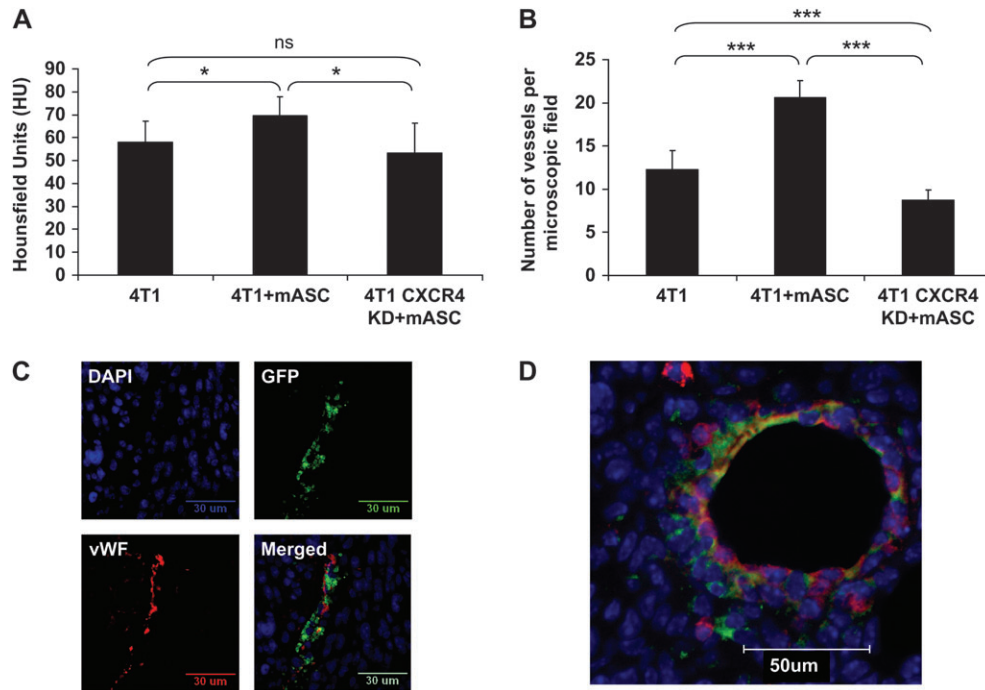 A
ns
*
*
Hounsfield Units (HU)
90
80
70
60
50
40
30
20
10
0
4T1
4T1+mASC
4T1 CXCR4
KD+mASC
B
***
***
***
Number of vessels per
microscopic field
25
20
15
10
5
0
4T1
4T1+mASC
4T1 CXCR4
KD+mASC
C
DAPI
30 um
GFP
30 um
vWF
30 um
Merged
30 um
D
50um